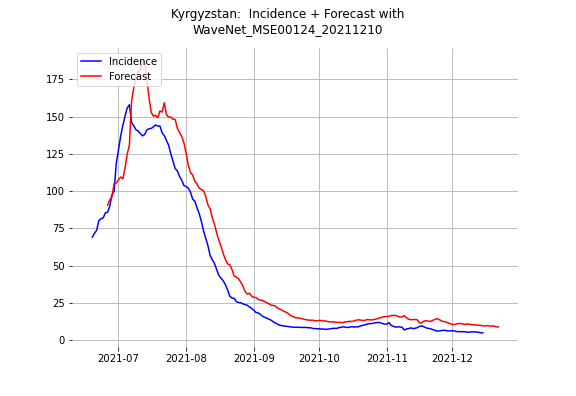 Kyrgyzstan:  Incidence + Forecast with
WaveNet_MSE00124_20211210
Incidence
Forecast
175
150
125
100
75
50
25
0
2021-07 2021-08 2021-09 2021-10 2021-11 2021-12